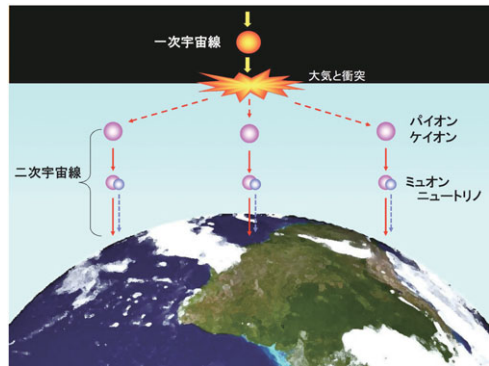 一次宇宙線
大気と衝突
パイオン
ケイオン
二次宇宙線
ミュオン
ニュートリノ